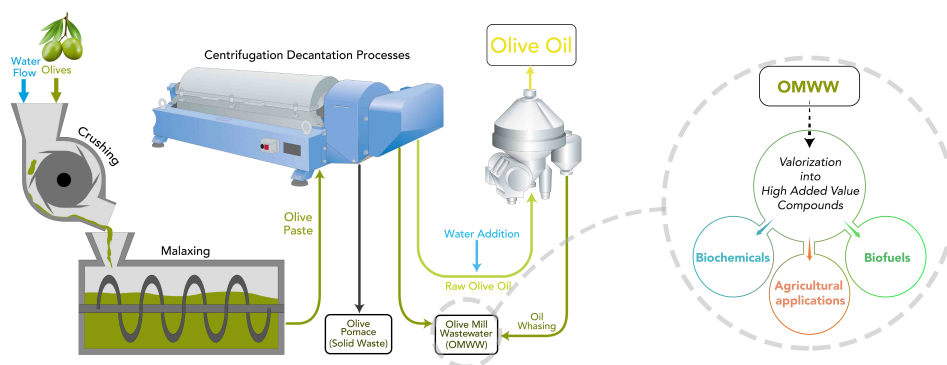 Water
Flow
Olives
Crushing
Malaxing
Olive
Paste
Centrifugation Decantation Processes
Olive
Pomace
(Solid Waste)
Olive Oil
Water Addition
Raw Olive Oil
Olive Mill
Wastewater
(OMWW)
Oil
Whasing
OMWW
Valorization
into
High Added Value
Compounds
Biochemicals
Agricultural
applications
Biofuels